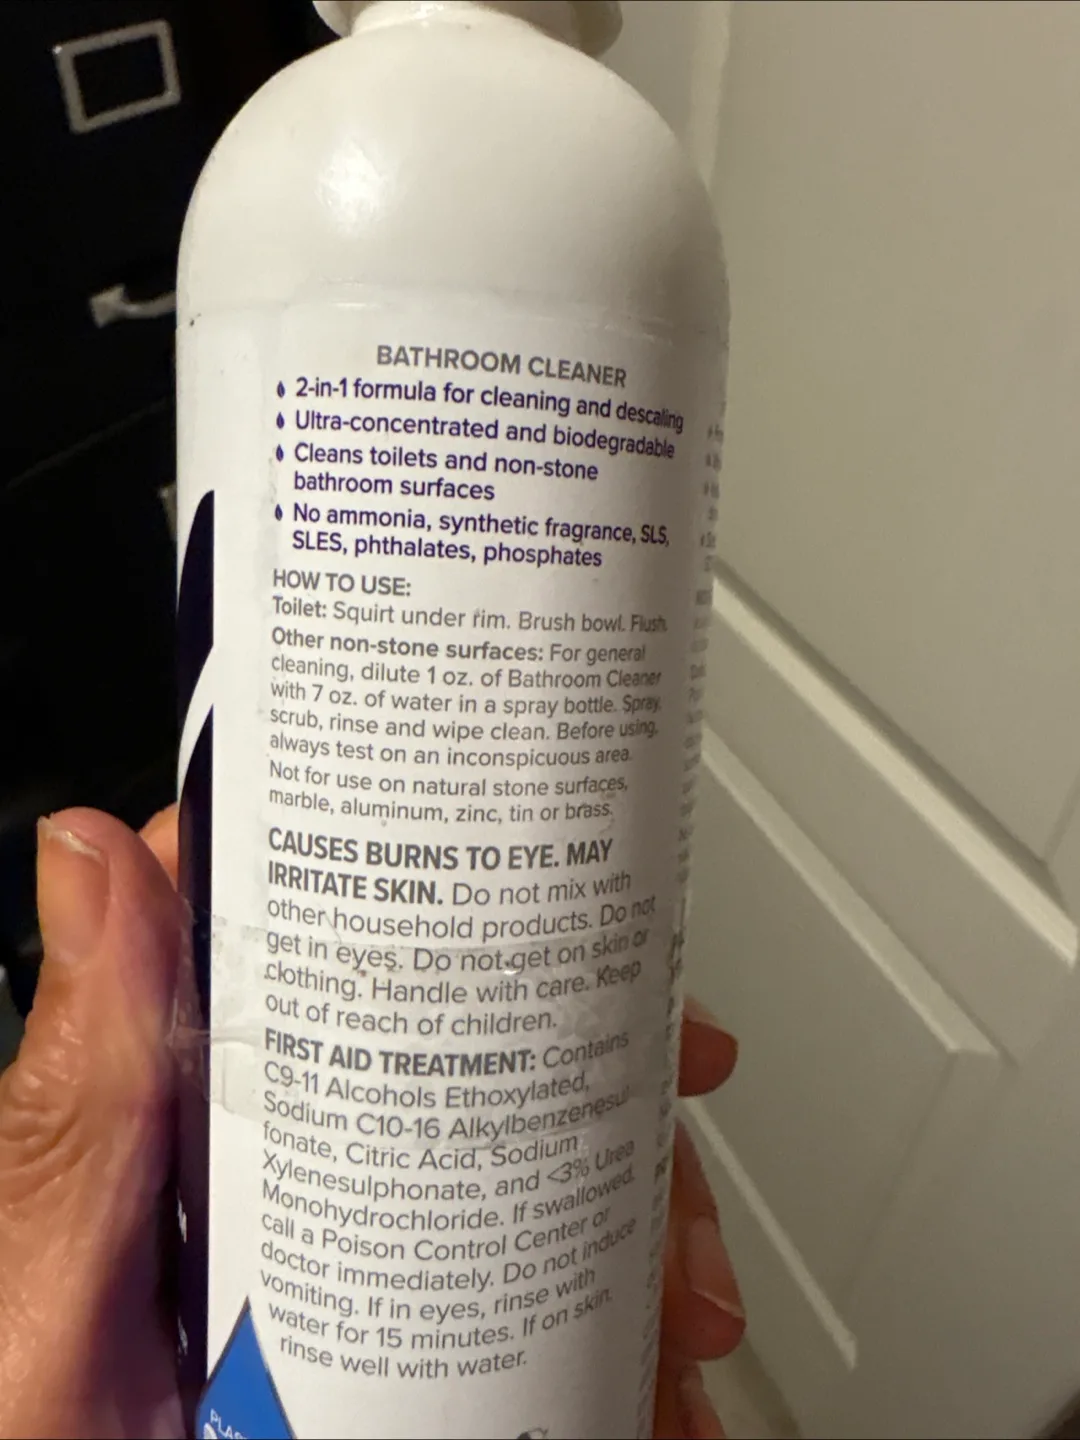 BATHROOM CLEANER
2-in-1 formula for cleaning and descaling
Ultra-concentrated and biodegradable
Cleans toilets and non-stone
bathroom surfaces
No ammonia, synthetic fragrance, SLS,
SLES, phthalates, phosphates
HOW TO USE:
Toilet: Squirt under rim. Brush bowl. Flush.
Other non-stone surfaces: For general
cleaning, dilute 1 oz. of Bathroom Cleaner
with 7 oz. of water in a spray bottle. Spray,
scrub, rinse and wipe clean. Before using,
always test on an inconspicuous area.
Not for use on natural stone surfaces,
marble, aluminum, zinc, tin or brass.
CAUSES BURNS TO EYE. MAY
IRRITATE SKIN. Do not mix with
other household products. Do not
get in eyes. Do not get on skin or
clothing. Handle with care. Keep
out of reach of children.
FIRST AID TREATMENT: Contains
C9-11 Alcohols Ethoxylated,
Sodium C10-16 Alkylbenzenesul
fonate, Citric Acid, Sodium
Xylenesulphonate, and <3% Urea
Monohydrochloride. If swallowed,
call a Poison Control Center or
doctor immediately. Do not induce
vomiting. If in eyes, rinse with
water for 15 minutes. If on skin,
rinse well with water.